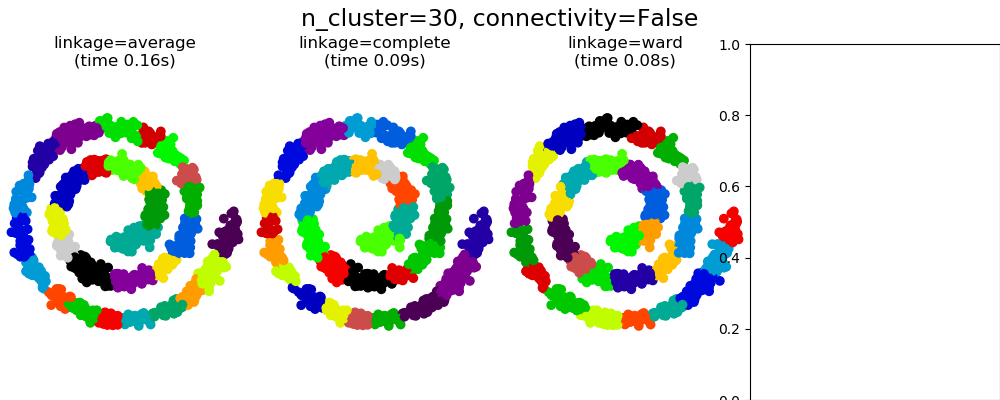 n_cluster=30, connectivity=False
linkage=average
(time 0.16s)
linkage=complete
(time 0.09s)
linkage=ward
(time 0.08s)
1.0
0.8
0.6
0.4
0.2
0.0